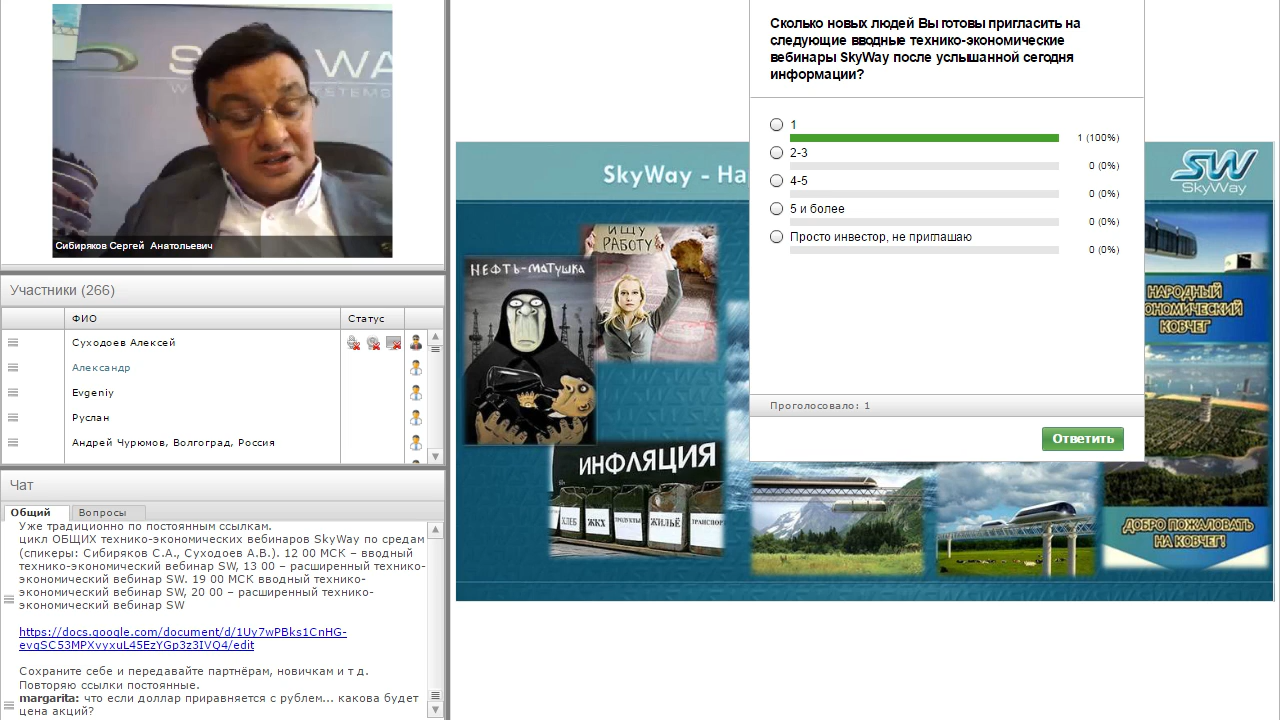 SKYWAY
Сибиряков Сергей Анатольевич
Участники (266)
ФИО
Статус
Суходоев Алексей
Александр
Evgeniy
Руслан
Андрей Чурюмов, Волгоград, Россия
Чат
Общий
Вопросы
Уже традиционно по постоянным ссылкам.
цикл ОБЩИХ технико-экономических вебинаров SkyWay по средам
(спикеры: Сибиряков С.А., Суходоев А.В.). 12 00 МСК – вводный
технико-экономический вебинар SW, 13 00 – расширенный технико-
экономический вебинар SW. 19 00 МСК вводный технико-
экономический вебинар SW, 20 00 – расширенный технико-
экономический вебинар SW
https://docs.google.com/document/d/1Uy7wPBks1CnHG-
evgSC53MPXvyxuL45EzYGp3z3IVQ4/edit
Сохраните себе и передавайте партнёрам, новичкам и т д.
Повторяю ссылки постоянные.
margarita: что если доллар приравняется с рублем... какова будет
цена акций?
Сколько новых людей Вы готовы пригласить на
следующие вводные технико-экономические
вебинары SkyWay после услышанной сегодня
информации?
1
1 (100%)
2-3
0 (0%)
4-5
0 (0%)
5 и более
0 (0%)
Просто инвестор, не приглашаю
0 (0%)
Проголосовало: 1
Ответить
SkyWay - На
SW
SkyWay
ИЩУ
РАБОТУ
НЕФТЬ-МАТУШКА
ИНФЛЯЦИЯ
ХЛЕБ
ЖКХ
ПРОДУКТЫ
ЖИЛЬЁ
ТРАНСПОРТ
НАРОДНЫЙ
ОНОМИЧЕСКИЙ
КОВЧЕГ
ДОБРО ПОЖАЛОВАТЬ
НА КОВЧЕГ!